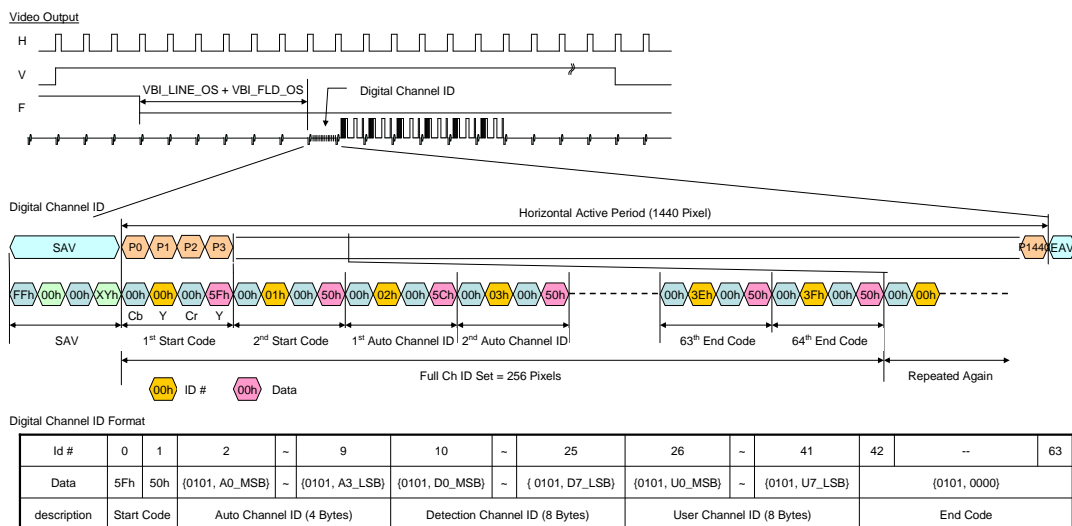 Video Output
H
V
VBI_LINE_OS + VBI_FLD_OS
Digital Channel ID
F
Digital Channel ID
Horizontal Active Period (1440 Pixel)
SAV P0 P1 P2 P3 P1440 EAV
FFh 00h 00h XYh 00h 00h 00h 5Fh 00h 01h 00h 50h 00h 02h 00h 5Ch 00h 03h 00h 50h 00h 3Eh 00h 50h 00h 3Fh 00h 50h 00h 00h
Cb Y Cr Y
SAV 1st Start Code 2nd Start Code 1st Auto Channel ID 2nd Auto Channel ID 63th End Code 64th End Code
Full Ch ID Set = 256 Pixels Repeated Again
00h ID # 00h Data
Digital Channel ID Format
Id # 0 1 2 ~ 9 10 ~ 25 26 ~ 41 42 -- 63
Data 5Fh 50h {0101, A0_MSB} ~ {0101, A3_LSB} {0101, D0_MSB} ~ { 0101, D7_LSB} {0101, U0_MSB} ~ {0101, U7_LSB} {0101, 0000}
description Start Code Auto Channel ID (4 Bytes) Detection Channel ID (8 Bytes) User Channel ID (8 Bytes) End Code